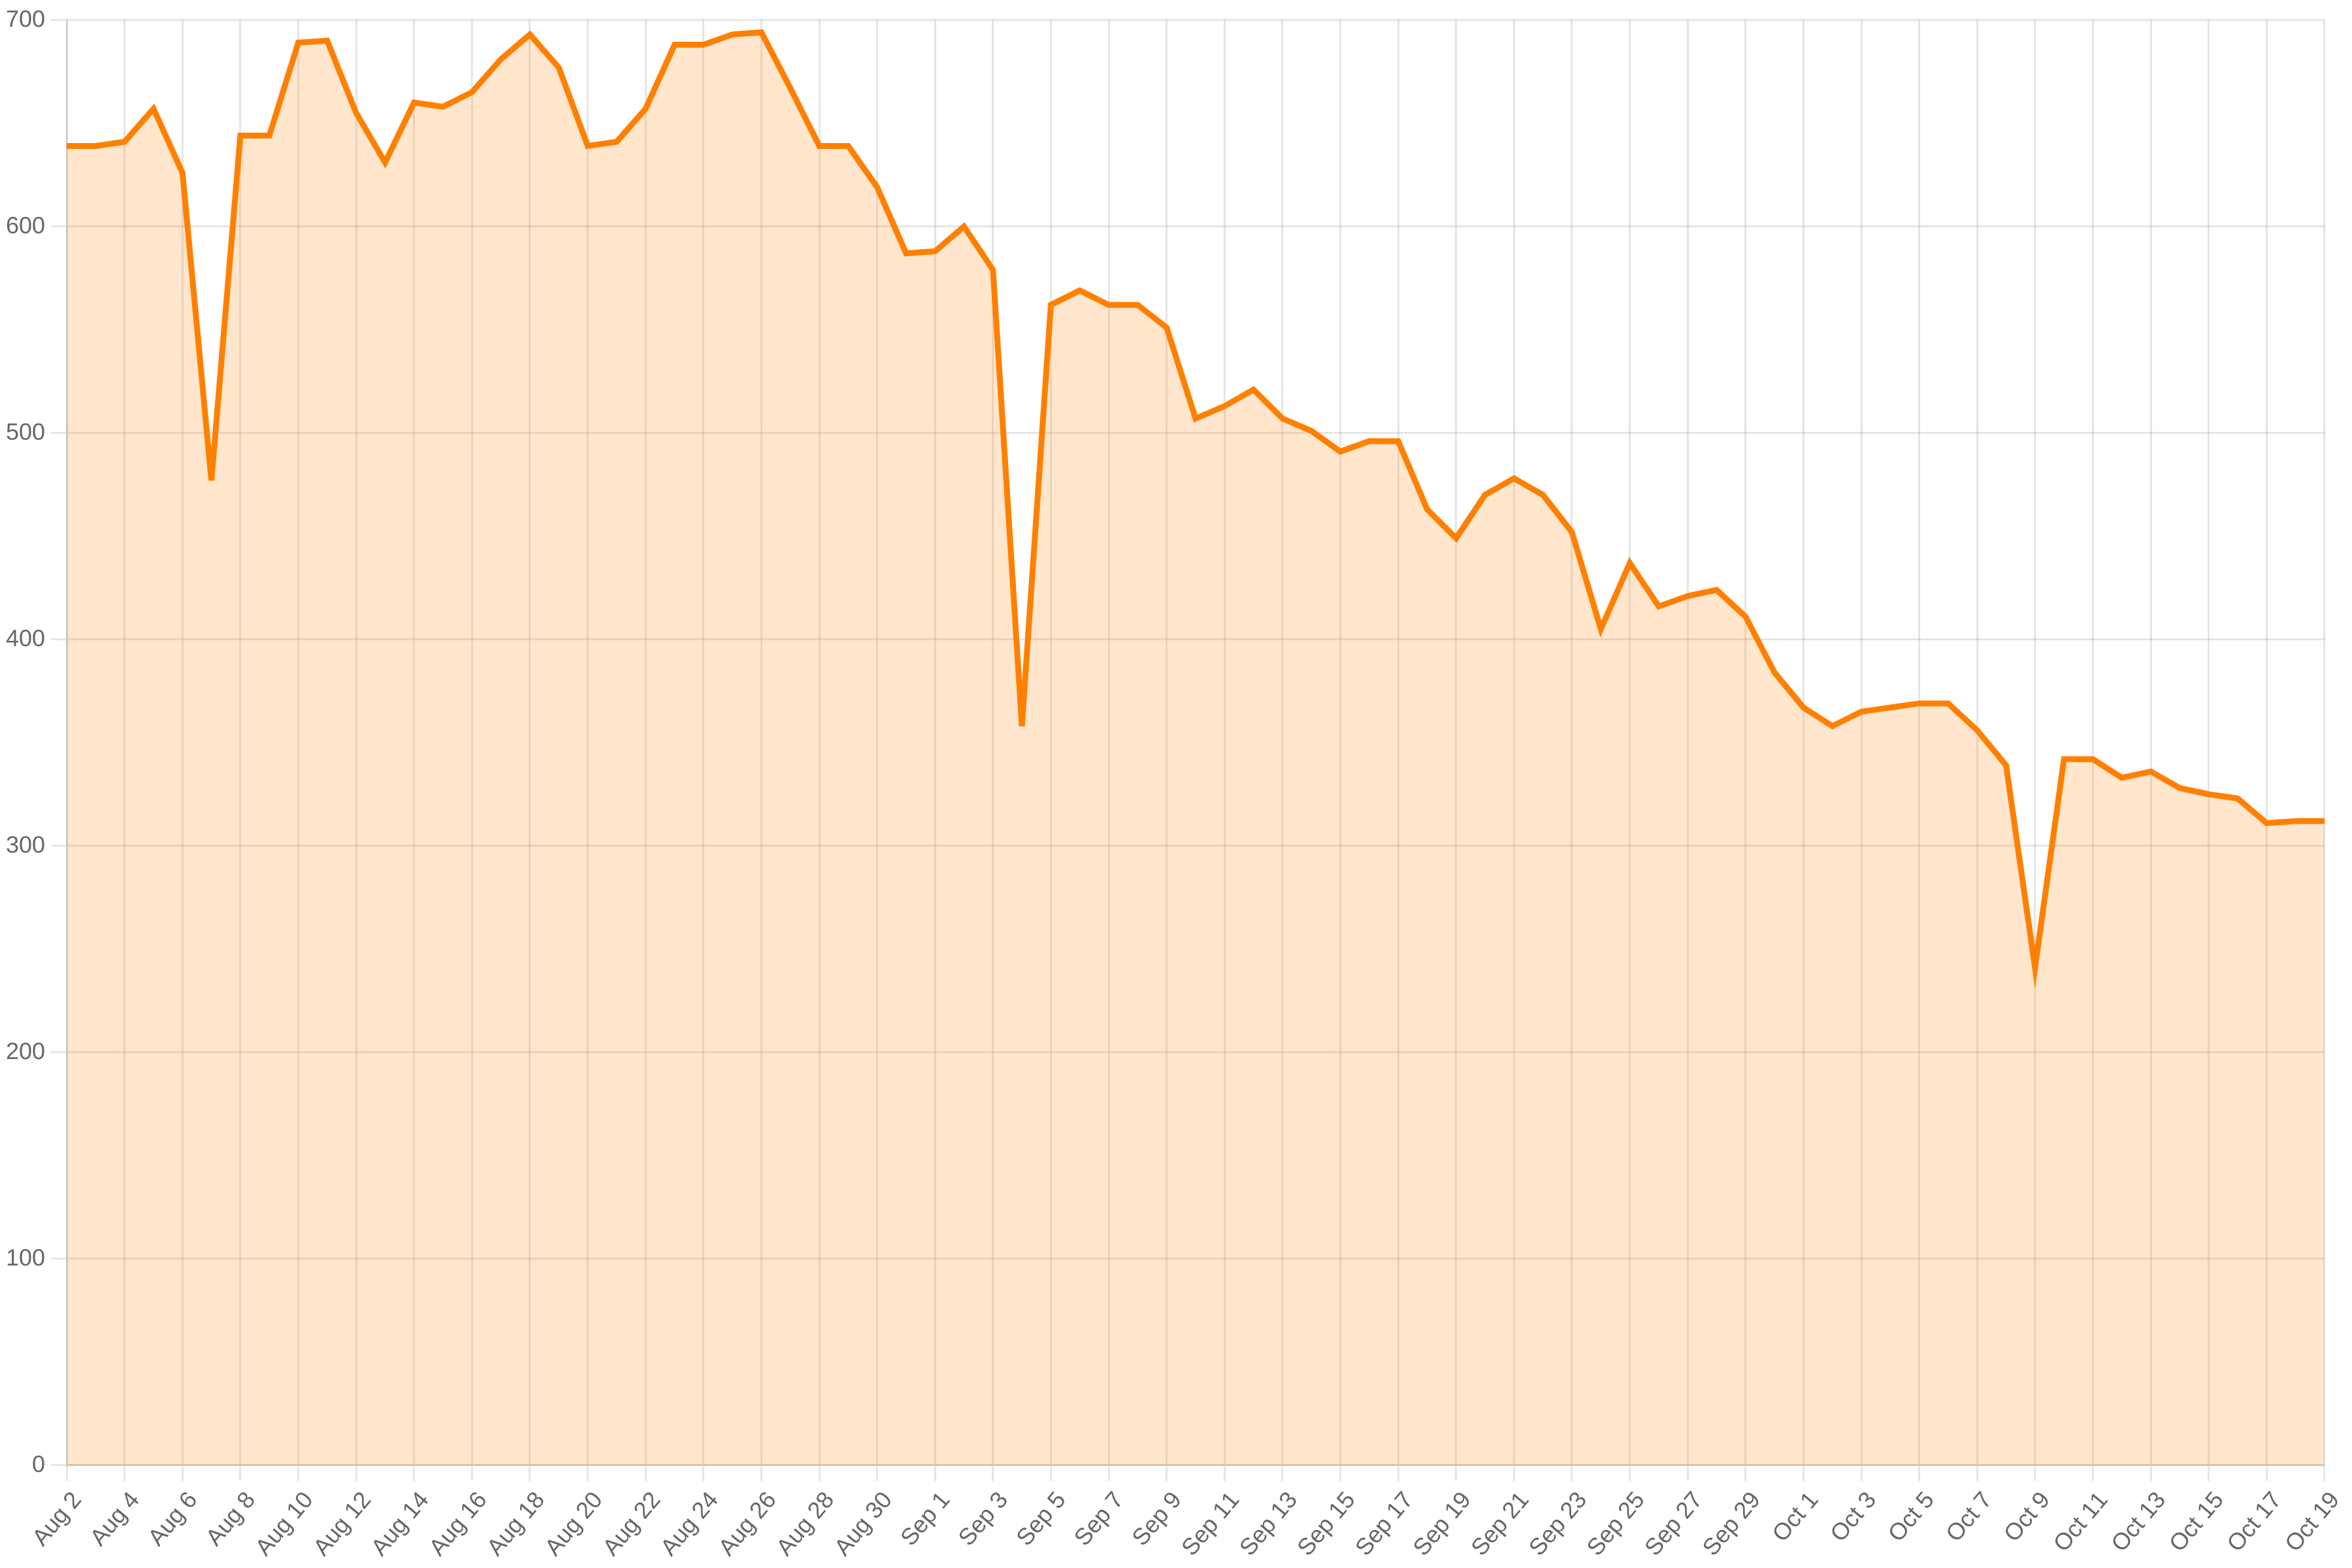 700
600
500
400
300
200
100
0
Aug 2
Aug 4
Aug 6
Aug 8
Aug 10
Aug 12
Aug 14
Aug 16
Aug 18
Aug 20
Aug 22
Aug 24
Aug 26
Aug 28
Aug 30
Sep 1
Sep 3
Sep 5
Sep 7
Sep 9
Sep 11
Sep 13
Sep 15
Sep 17
Sep 19
Sep 21
Sep 23
Sep 25
Sep 27
Sep 29
Oct 1
Oct 3
Oct 5
Oct 7
Oct 9
Oct 11
Oct 13
Oct 15
Oct 17
Oct 19